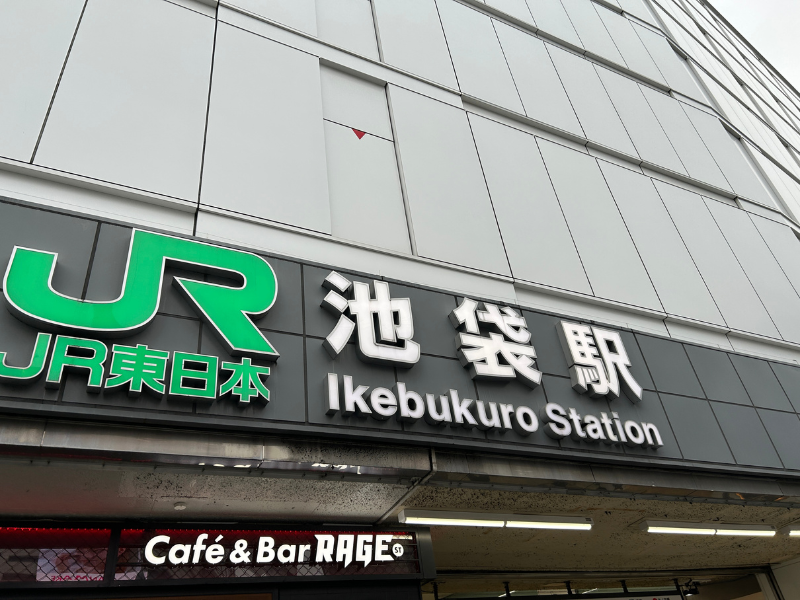 JR
JR東日本
池袋駅
Ikebukuro Station
Café & Bar RAGE ST